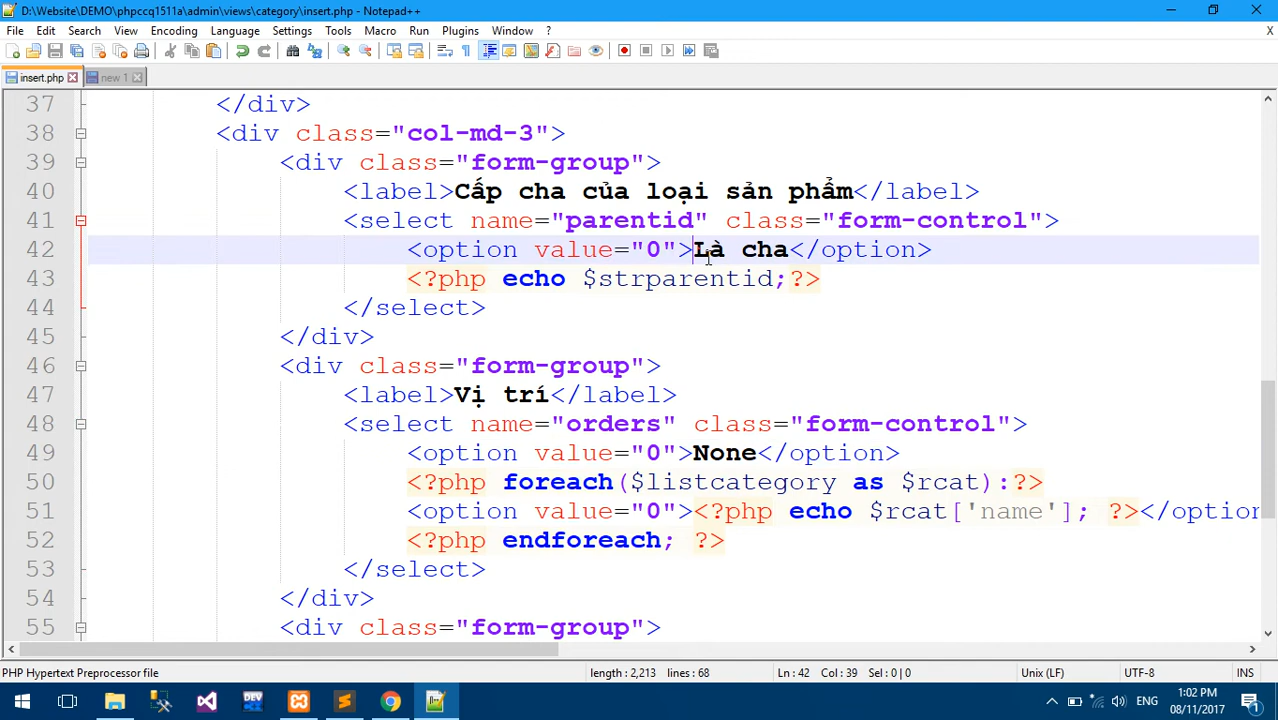 D:\Website\DEMO\phpccq1511a\admin\views\category\insert.php - Notepad++
File Edit Search View Encoding Language Settings Tools Macro Run Plugins Window ?
X
insert.php new 1
37 </div>
38 <div class="col-md-3">
39 <div class="form-group">
40 <label>Cấp cha của loại sản phẩm</label>
41 <select name="parentid" class="form-control">
42 <option value="0">Là cha</option>
43 <?php echo $strparentid;?>
44 </select>
45 </div>
46 <div class="form-group">
47 <label>Vị trí</label>
48 <select name="orders" class="form-control">
49 <option value="0">None</option>
50 <?php foreach($listcategory as $rcat):?>
51 <option value="0"><?php echo $rcat['name']; ?></option
52 <?php endforeach; ?>
53 </select>
54 </div>
55 <div class="form-group">
PHP Hypertext Preprocessor file length : 2,213 lines : 68 Ln : 42 Col : 39 Sel : 0 | 0 Unix (LF) UTF-8 INS
DEV
ENG
1:02 PM
08/11/2017
1